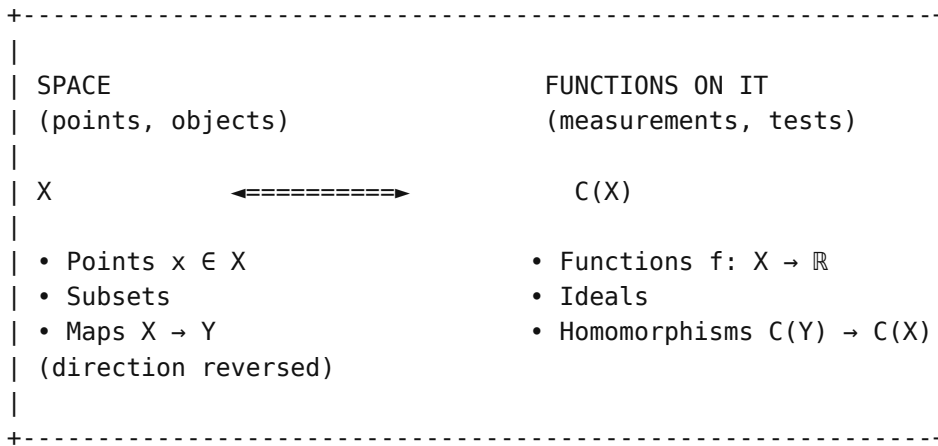 +--------------------------------------------------------------
|
| SPACE                              FUNCTIONS ON IT
| (points, objects)                  (measurements, tests)
|
| X            ◄==========►            C(X)
|
| • Points x ∈ X                     • Functions f: X → ℝ
| • Subsets                          • Ideals
| • Maps X → Y                       • Homomorphisms C(Y) → C(X)
| (direction reversed)
|
+--------------------------------------------------------------